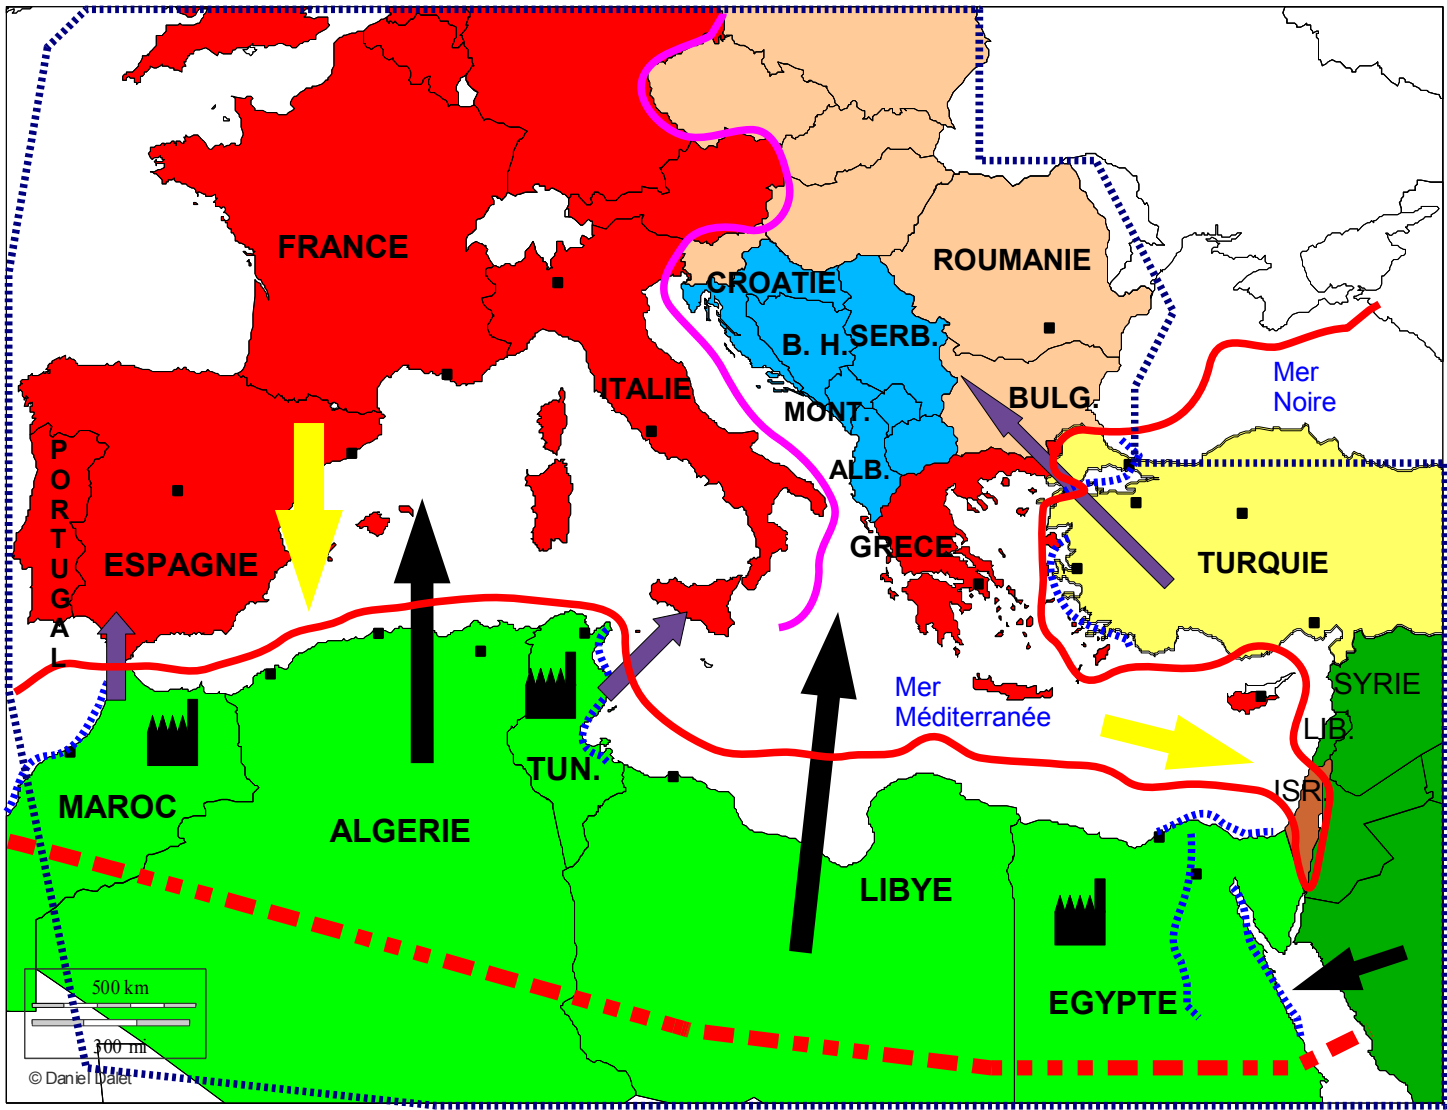 FRANCE
ROUMANIE
CROATIE
B. H.
SERB.
Mer
Noire
ITALIE
MONT.
BULG.
PORTUGAL
ALB.
ESPAGNE
GRECE
TURQUIE
Mer
Méditerranée
SYRIE
LIB.
TUN.
ISR.
MAROC
ALGERIE
LIBYE
EGYPTE
500 km
300 mi
© Daniel Dalet